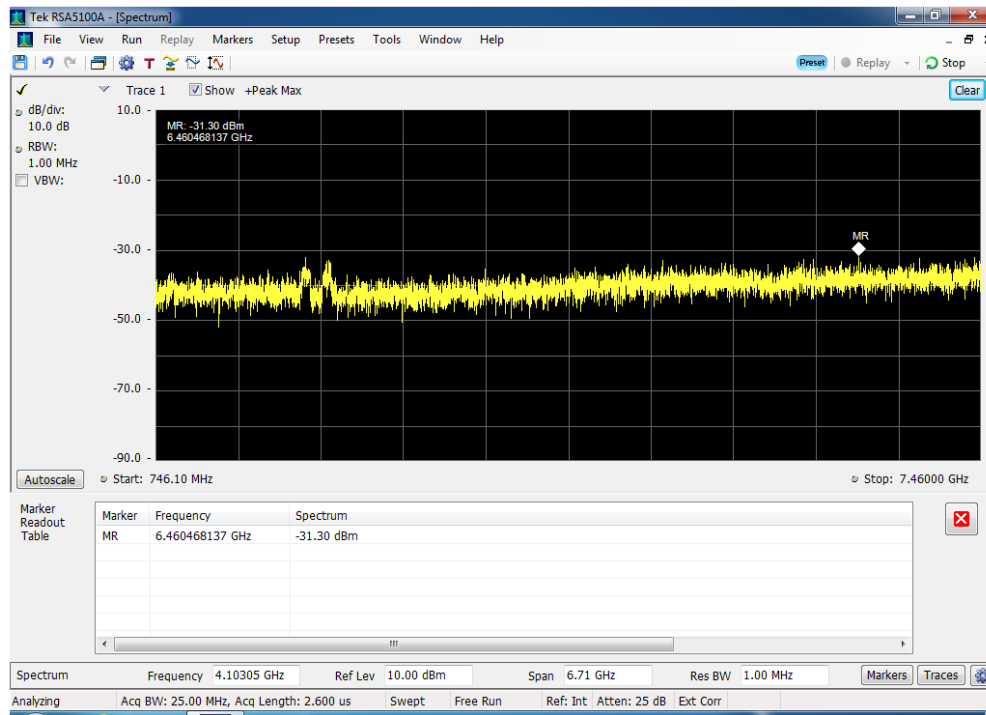 Tek RSA5100A - [Spectrum]
File View Run Replay Markers Setup Presets Tools Window Help
T Preset Replay Stop
Trace 1 Show +Peak Max Clear
dB/div:
10.0 dB
RBW:
1.00 MHz
VBW:
10.0
-10.0
-30.0
-50.0
-70.0
-90.0
MR: -31.30 dBm
6.460468137 GHz
MR
Autoscale Start: 746.10 MHz Stop: 7.46000 GHz
Marker
Readout
Table
Marker Frequency Spectrum
MR 6.460468137 GHz -31.30 dBm
Spectrum Frequency 4.10305 GHz Ref Lev 10.00 dBm Span 6.71 GHz Res BW 1.00 MHz Markers Traces
Analyzing Acq BW: 25.00 MHz, Acq Length: 2.600 us Swept Free Run Ref: Int Atten: 25 dB Ext Corr